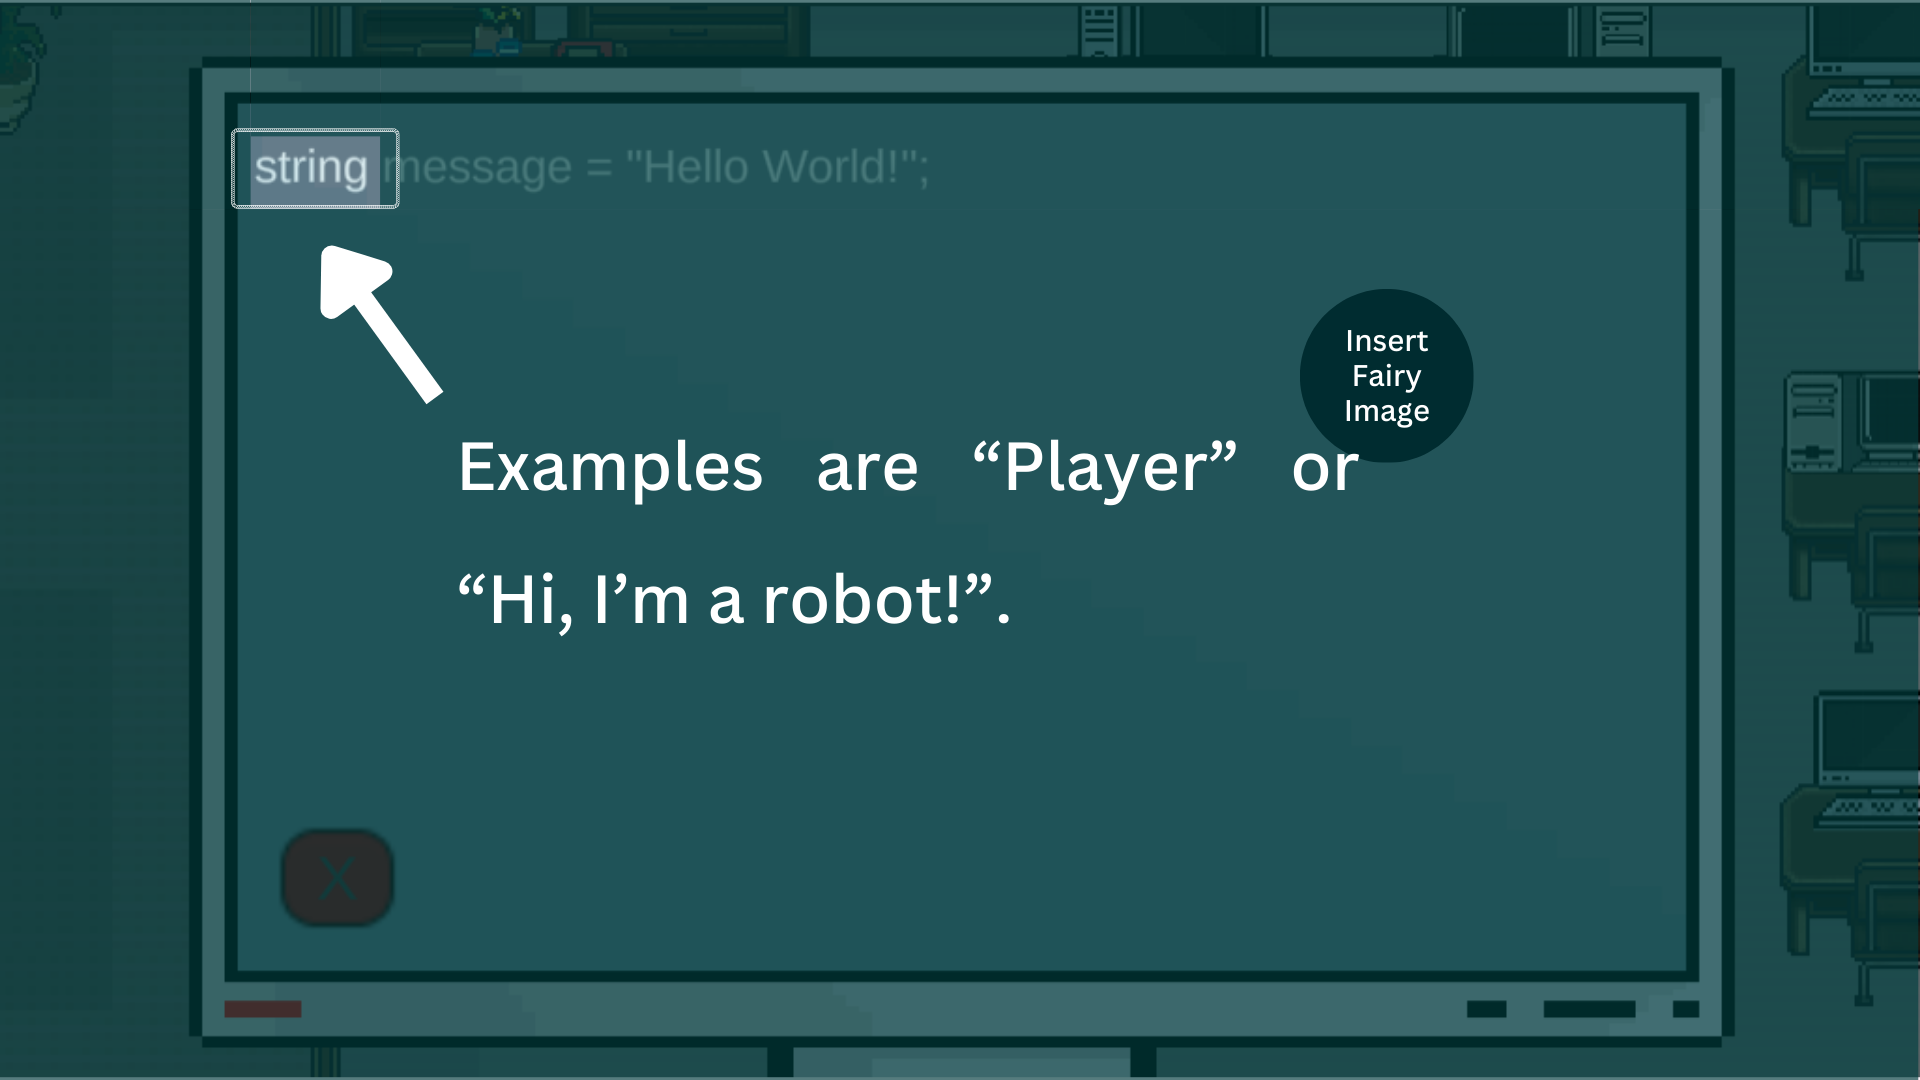 string message = "Hello World!";
Insert
Fairy
Image
Examples are “Player” or
“Hi, I’m a robot!”.
X